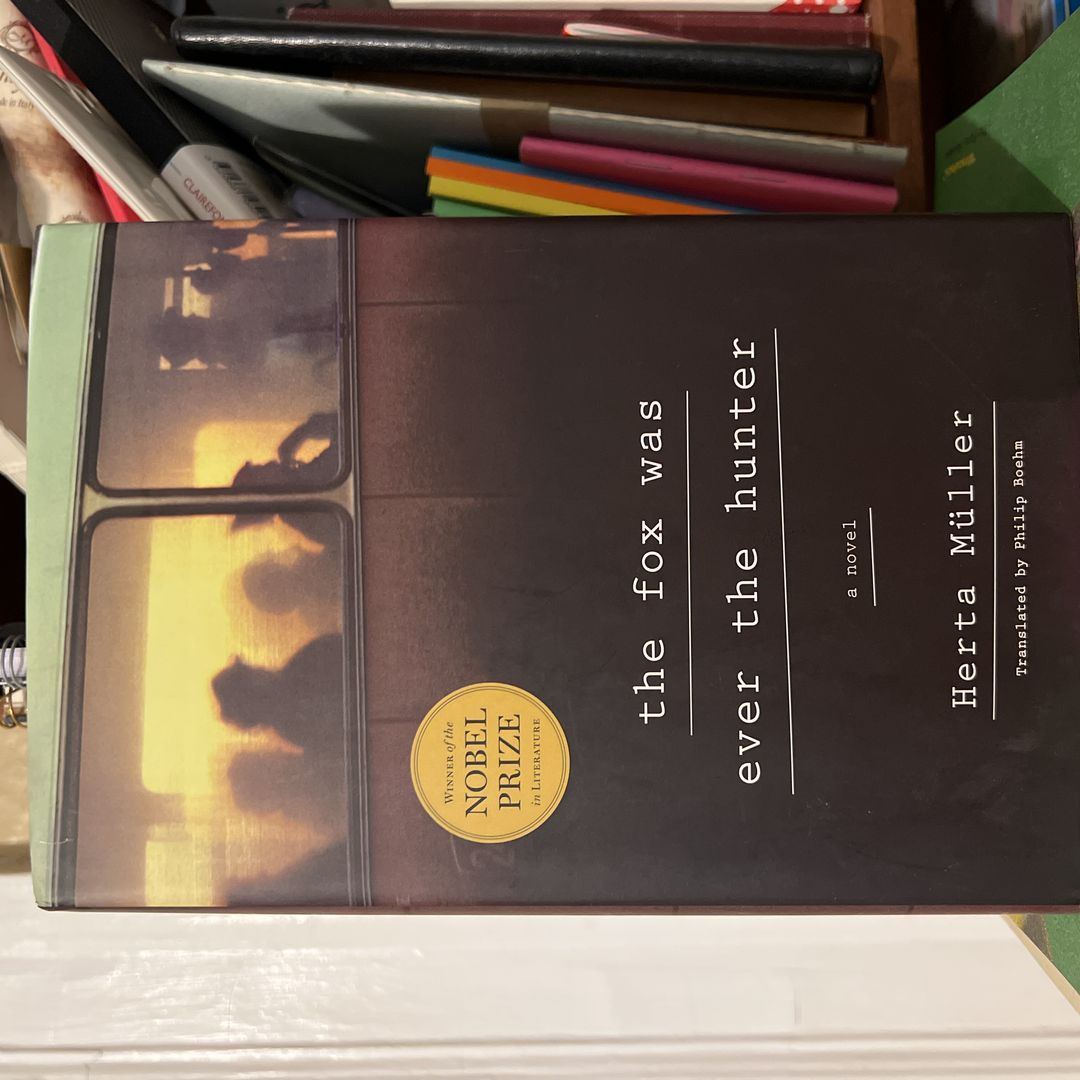 Winner of the
NOBEL
PRIZE
in Literature
the fox was
ever the hunter
a novel
Herta Müller
Translated by Philip Boehm